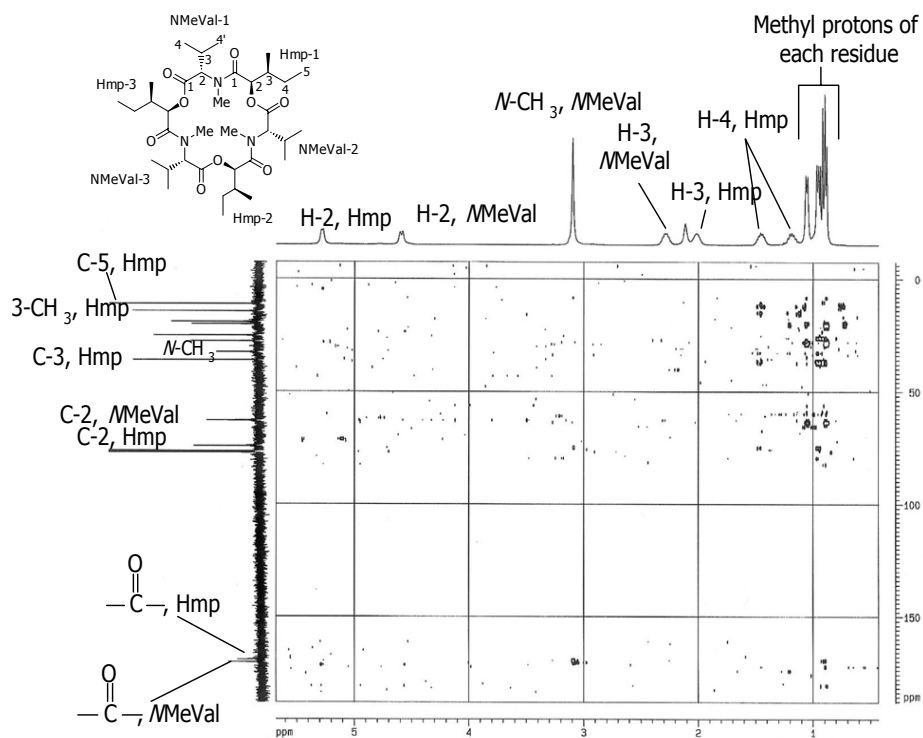 NMeVal-1
4 4'
3
2
1
O
N
Me
O
Hmp-1
3
5
4
2
1
O
O
Hmp-3
O
O
N
Me
Me
N
NMeVal-2
NMeVal-3
O
O
O
Hmp-2
Methyl protons of
each residue
N-CH3, NMeVal
H-3,
NMeVal
H-4, Hmp
H-3, Hmp
H-2, Hmp
H-2, NMeVal
C-5, Hmp
3-CH3, Hmp
N-CH3
C-3, Hmp
C-2, NMeVal
C-2, Hmp
O
—C—, Hmp
O
—C—, NMeVal
0
50
100
150
ppm
ppm 5 4 3 2 1